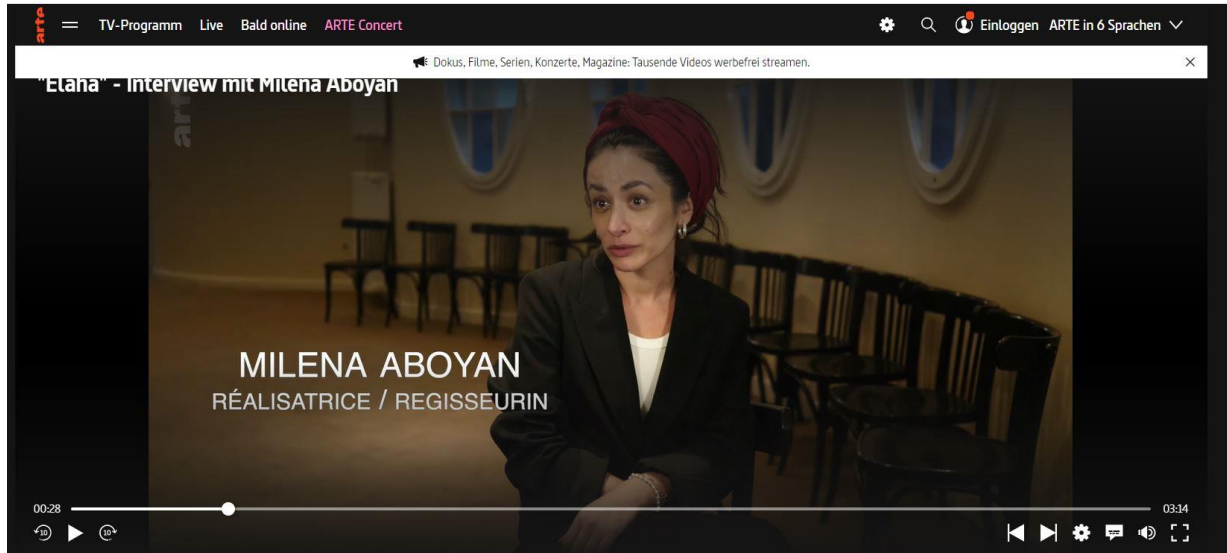 arte
TV-Programm Live Bald online ARTE Concert Einloggen ARTE in 6 Sprachen
Dokus, Filme, Serien, Konzerte, Magazine: Tausende Videos werbefrei streamen.
"Elaha" - Interview mit Milena Aboyan
arte
MILENA ABOYAN
RÉALISATRICE / REGISSEURIN
00:28 03:14
10 10